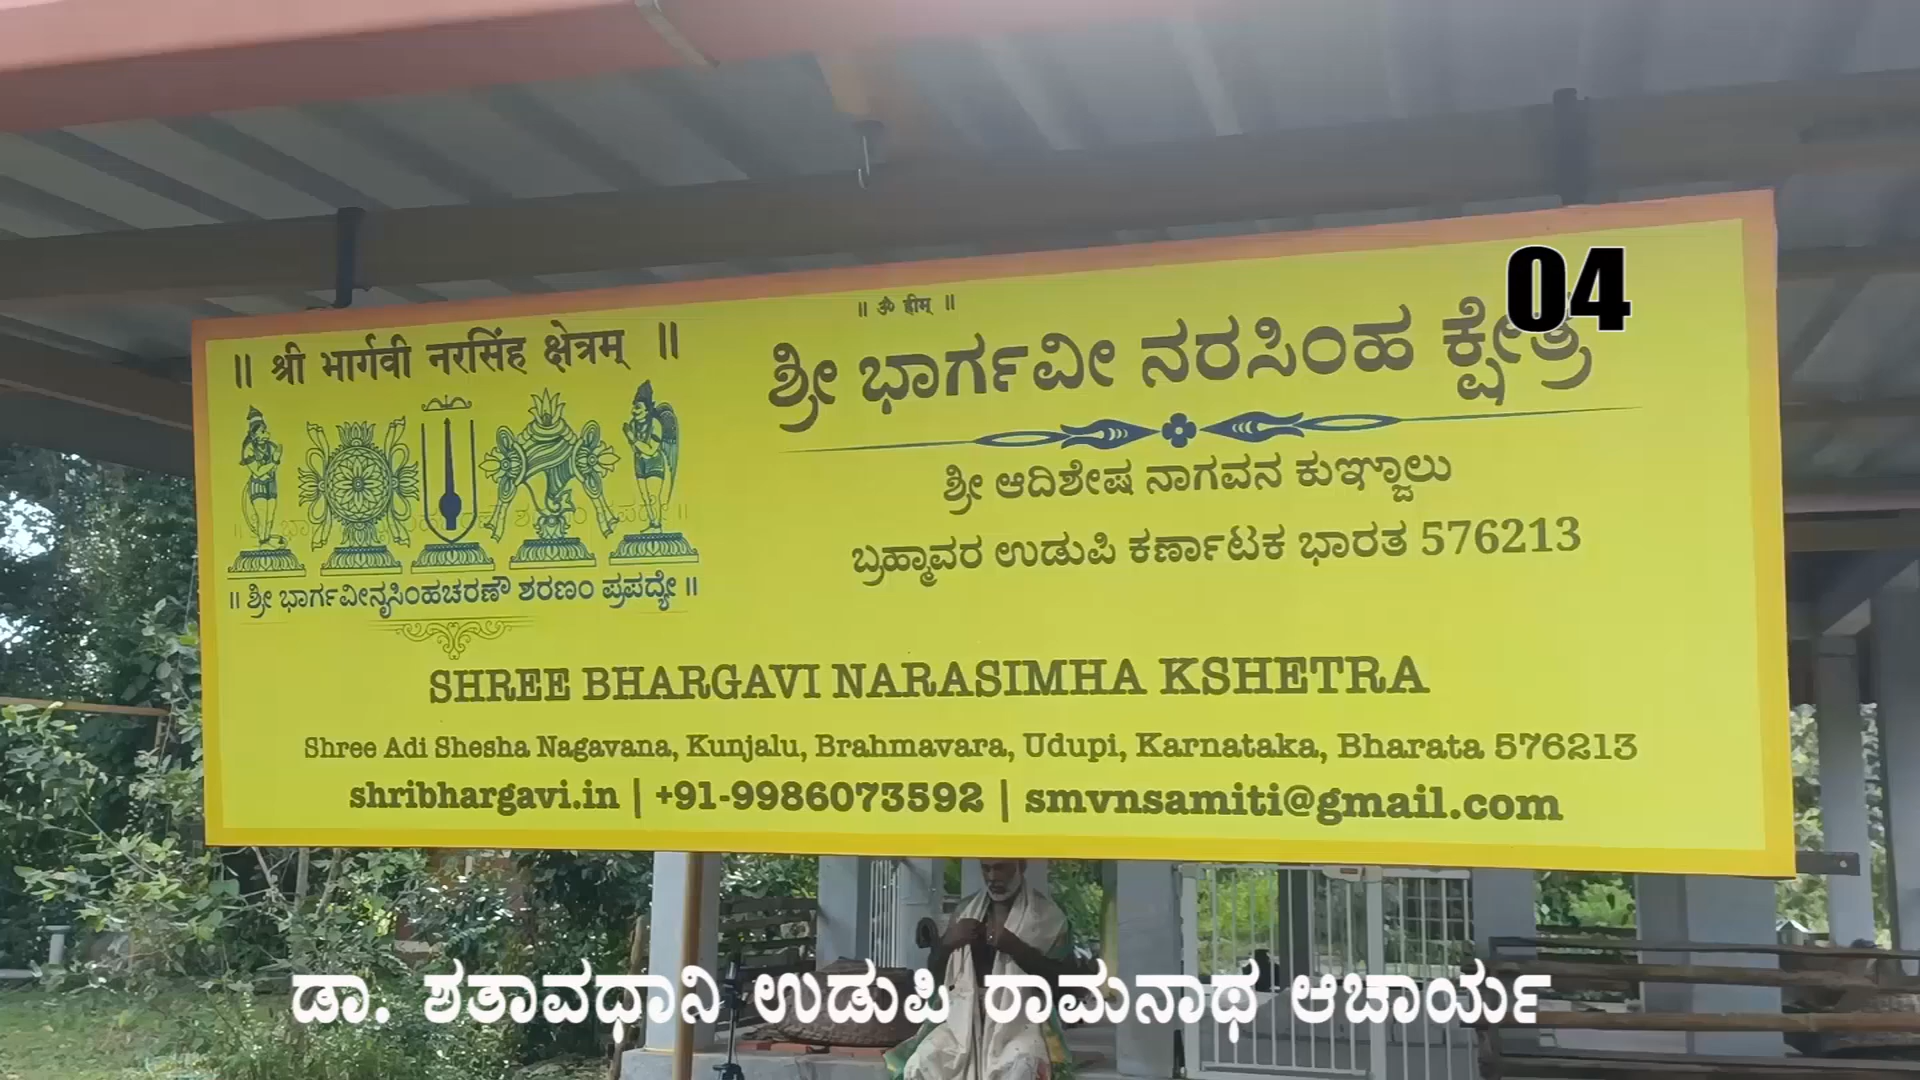 04
॥ ॐ ह्रीम् ॥
॥ श्री भार्गवी नरसिंह क्षेत्रम् ॥
॥ ಶ್ರೀ ಭಾರ್ಗವೀನೃಸಿಂಹಚರಣೌ ಶರಣಂ ಪ್ರಪದ್ಯೇ ॥
ಶ್ರೀ ಭಾರ್ಗವೀ ನರಸಿಂಹ ಕ್ಷೇತ್ರ
ಶ್ರೀ ಆದಿಶೇಷ ನಾಗವನ ಕುಞ್ಜಾಲು
ಬ್ರಹ್ಮಾವರ ಉಡುಪಿ ಕರ್ಣಾಟಕ ಭಾರತ 576213
SHREE BHARGAVI NARASIMHA KSHETRA
Shree Adi Shesha Nagavana, Kunjalu, Brahmavara, Udupi, Karnataka, Bharata 576213
shribhargavi.in | +91-9986073592 | smvnsamiti@gmail.com
ಡಾ. ಶತಾವಧಾನಿ ಉಡುಪಿ ರಾಮನಾಥ ಆಚಾರ್ಯ